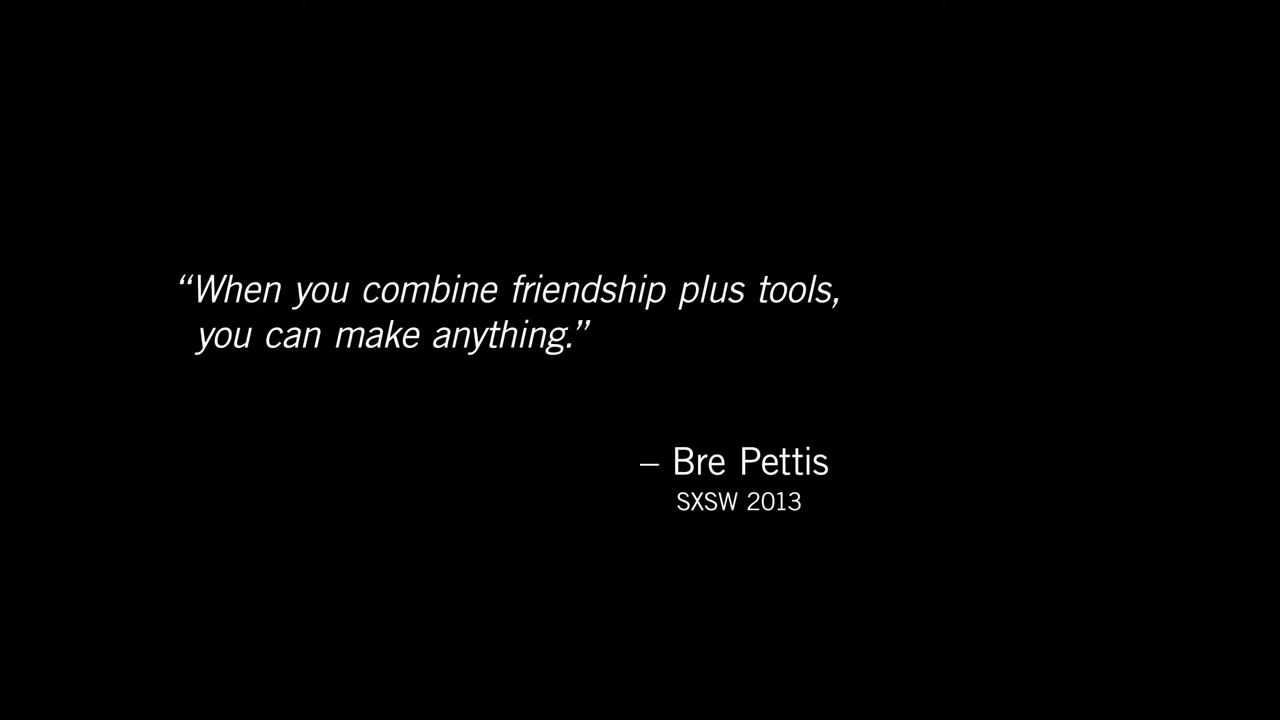 “When you combine friendship plus tools,
you can make anything.”
– Bre Pettis
SXSW 2013